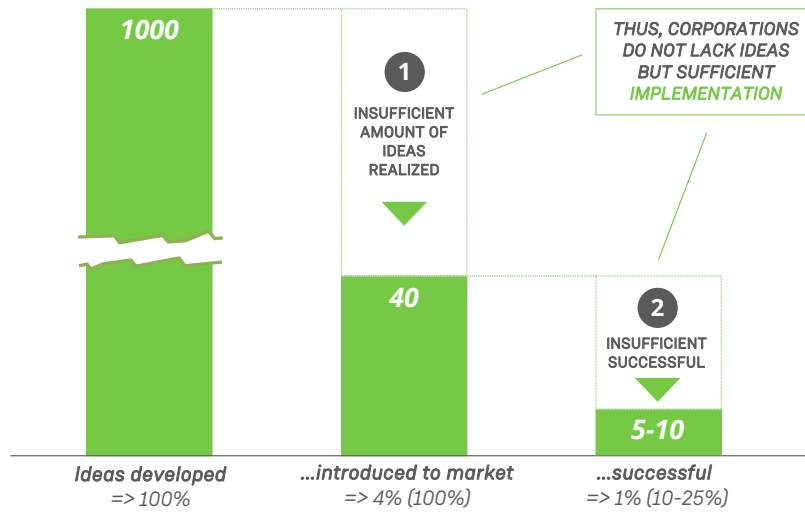 1000
1
INSUFFICIENT
AMOUNT OF
IDEAS
REALIZED
THUS, CORPORATIONS
DO NOT LACK IDEAS
BUT SUFFICIENT
IMPLEMENTATION
40
2
INSUFFICIENT
SUCCESSFUL
5-10
Ideas developed
=> 100%
...introduced to market
=> 4% (100%)
...successful
=> 1% (10-25%)